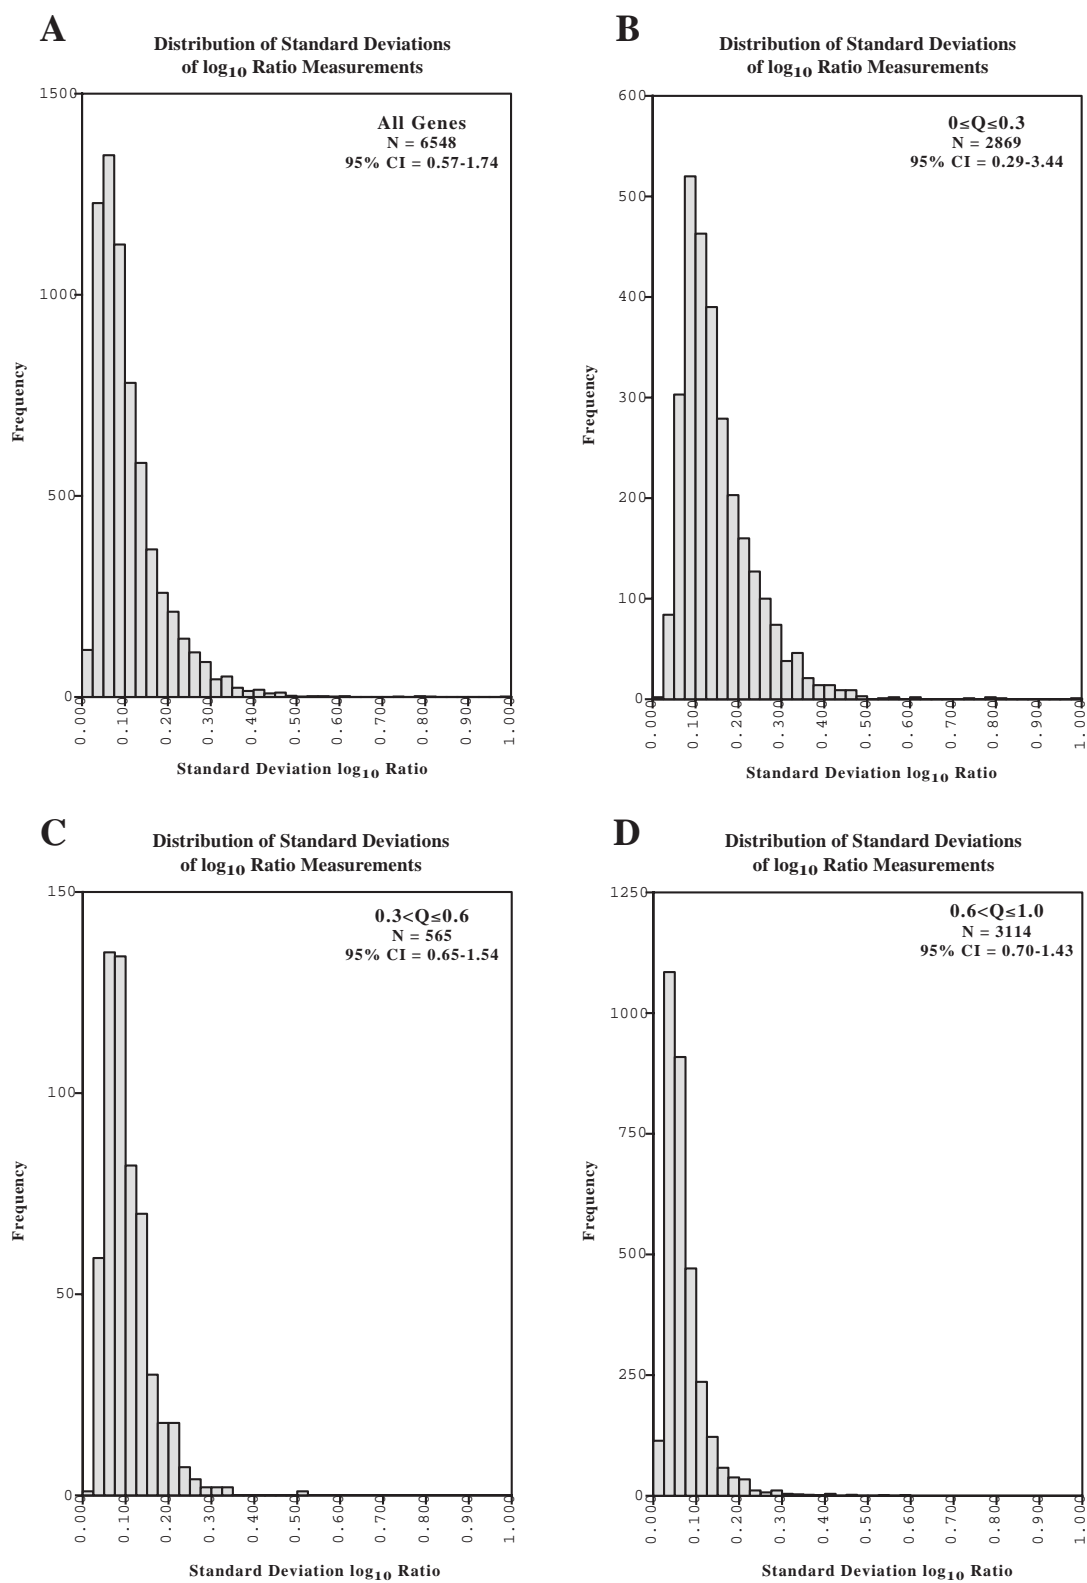 A
Distribution of Standard Deviations
of log10 Ratio Measurements
1500
1000
500
0
Frequency
All Genes
N = 6548
95% CI = 0.57-1.74
0.000
0.100
0.200
0.300
0.400
0.500
0.600
0.700
0.800
0.900
1.000
Standard Deviation log10 Ratio
B
Distribution of Standard Deviations
of log10 Ratio Measurements
600
500
400
300
200
100
0
Frequency
0≤Q≤0.3
N = 2869
95% CI = 0.29-3.44
0.000
0.100
0.200
0.300
0.400
0.500
0.600
0.700
0.800
0.900
1.000
Standard Deviation log10 Ratio
C
Distribution of Standard Deviations
of log10 Ratio Measurements
150
100
50
0
Frequency
0.3<Q≤0.6
N = 565
95% CI = 0.65-1.54
0.000
0.100
0.200
0.300
0.400
0.500
0.600
0.700
0.800
0.900
1.000
Standard Deviation log10 Ratio
D
Distribution of Standard Deviations
of log10 Ratio Measurements
1250
1000
750
500
250
0
Frequency
0.6<Q≤1.0
N = 3114
95% CI = 0.70-1.43
0.000
0.100
0.200
0.300
0.400
0.500
0.600
0.700
0.800
0.900
1.000
Standard Deviation log10 Ratio